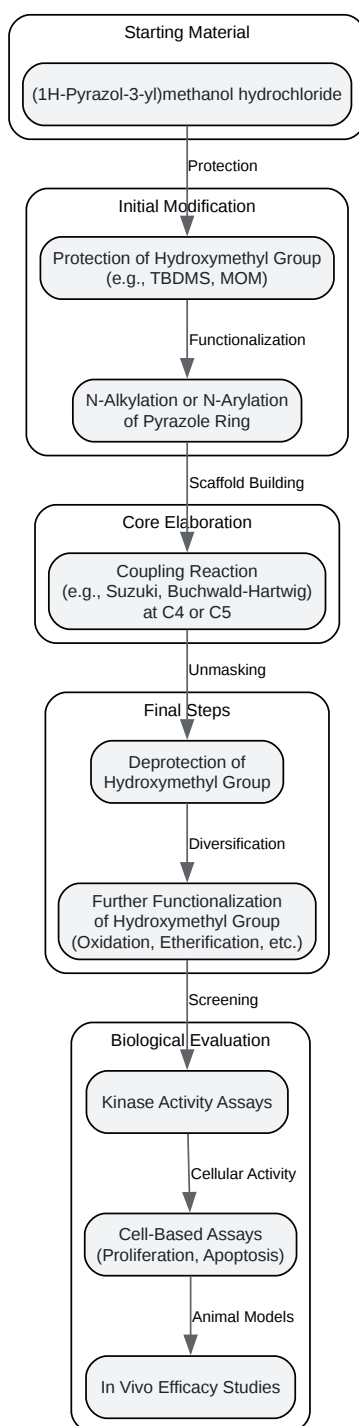 Starting Material
(1H-Pyrazol-3-yl)methanol hydrochloride
Protection
Initial Modification
Protection of Hydroxymethyl Group
(e.g., TBDMS, MOM)
Functionalization
N-Alkylation or N-Arylation
of Pyrazole Ring
Scaffold Building
Core Elaboration
Coupling Reaction
(e.g., Suzuki, Buchwald-Hartwig)
at C4 or C5
Unmasking
Final Steps
Deprotection of
Hydroxymethyl Group
Diversification
Further Functionalization
of Hydroxymethyl Group
(Oxidation, Etherification, etc.)
Screening
Biological Evaluation
Kinase Activity Assays
Cellular Activity
Cell-Based Assays
(Proliferation, Apoptosis)
Animal Models
In Vivo Efficacy Studies